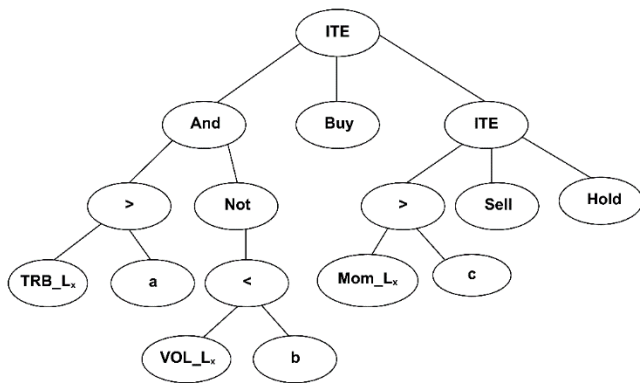 ITE
And
Buy
ITE
>
Not
>
Sell
Hold
TRB_Lₓ
a
<
Mom_Lₓ
c
VOL_Lₓ
b